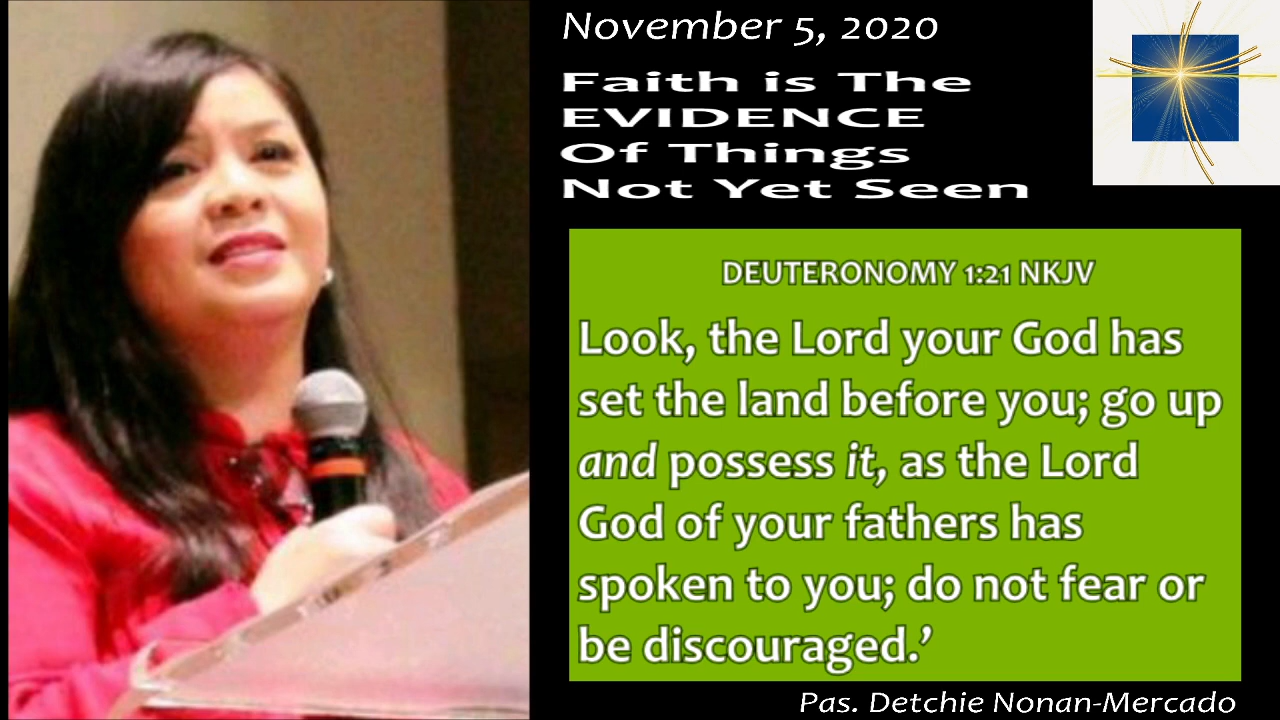 November 5, 2020
Faith is The
EVIDENCE
Of Things
Not Yet Seen
DEUTERONOMY 1:21 NKJV
Look, the Lord your God has
set the land before you; go up
and possess it, as the Lord
God of your fathers has
spoken to you; do not fear or
be discouraged.’
Pas. Detchie Nonan-Mercado